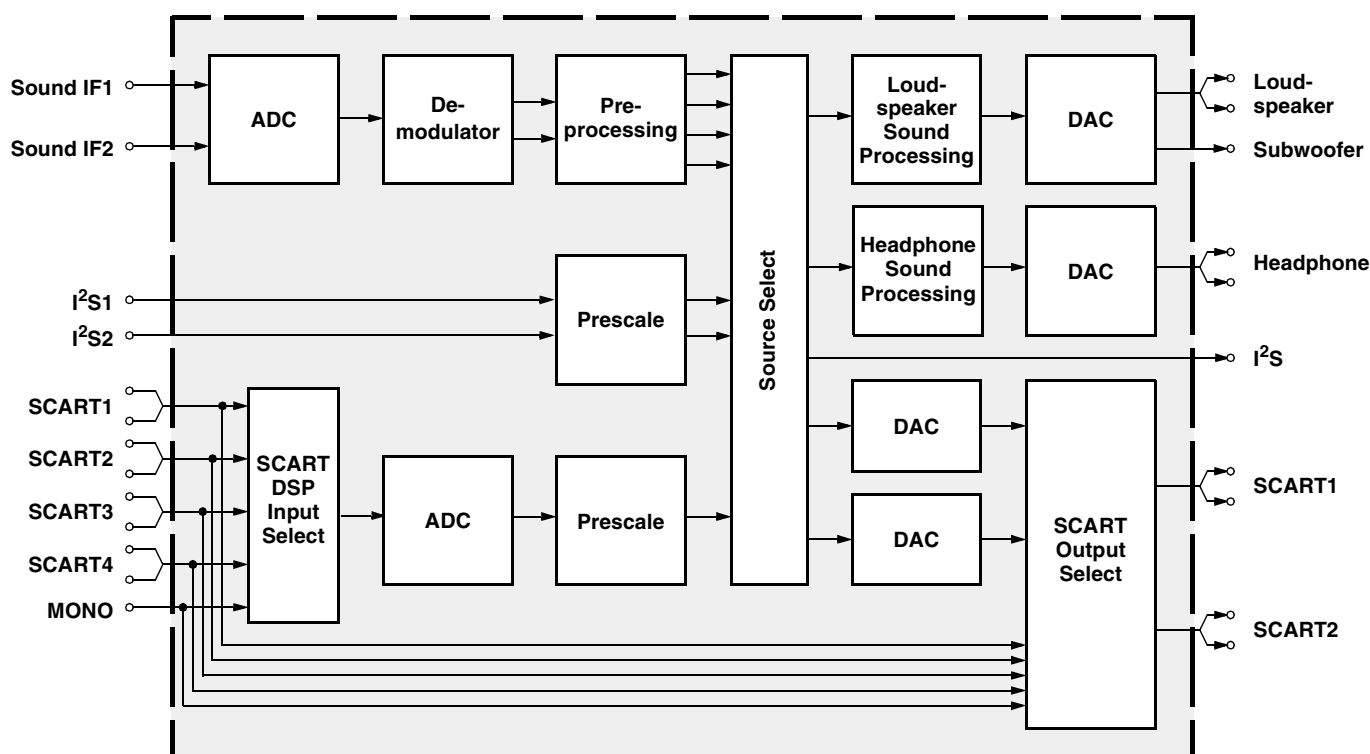 Sound IF1
Sound IF2
ADC
De-
modulator
Pre-
processing
Loud-
speaker
Sound
Processing
DAC
Loud-
speaker
Subwoofer
Headphone
Sound
Processing
DAC
Headphone
I²S1
I²S2
Prescale
Source Select
I²S
SCART1
SCART2
SCART3
SCART4
MONO
SCART
DSP
Input
Select
ADC
Prescale
DAC
DAC
SCART
Output
Select
SCART1
SCART2